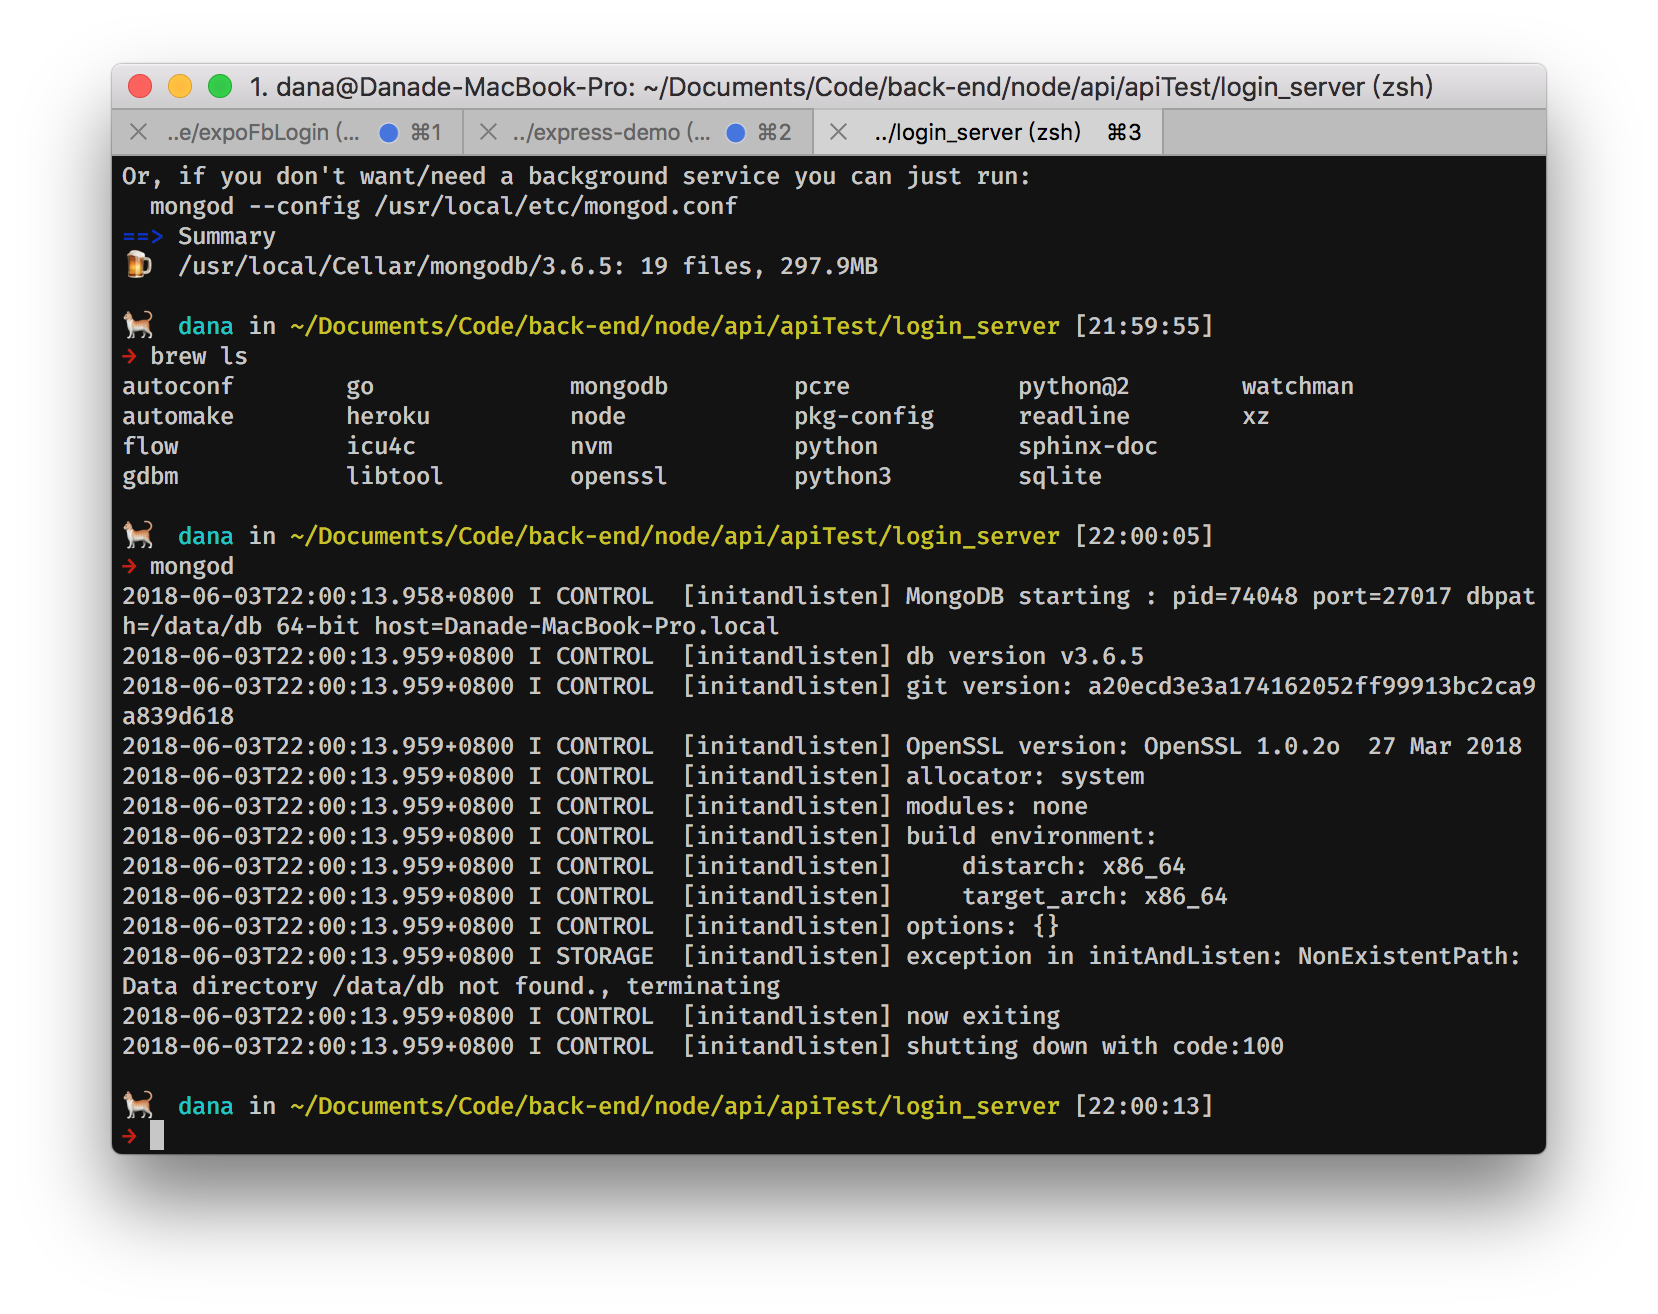 1. dana@Danade-MacBook-Pro: ~/Documents/Code/back-end/node/api/apiTest/login_server (zsh)
..e/expoFbLogin (... ⌘1 ../express-demo (... ⌘2 ../login_server (zsh) ⌘3
Or, if you don't want/need a background service you can just run:
  mongod --config /usr/local/etc/mongod.conf
==> Summary
🍺  /usr/local/Cellar/mongodb/3.6.5: 19 files, 297.9MB
🐈  dana in ~/Documents/Code/back-end/node/api/apiTest/login_server [21:59:55]
→ brew ls
autoconf        go              mongodb         pcre            python@2        watchman
automake        heroku          node            pkg-config      readline        xz
flow            icu4c           nvm             python          sphinx-doc
gdbm            libtool         openssl         python3         sqlite
🐈  dana in ~/Documents/Code/back-end/node/api/apiTest/login_server [22:00:05]
→ mongod
2018-06-03T22:00:13.958+0800 I CONTROL  [initandlisten] MongoDB starting : pid=74048 port=27017 dbpat
h=/data/db 64-bit host=Danade-MacBook-Pro.local
2018-06-03T22:00:13.959+0800 I CONTROL  [initandlisten] db version v3.6.5
2018-06-03T22:00:13.959+0800 I CONTROL  [initandlisten] git version: a20ecd3e3a174162052ff99913bc2ca9
a839d618
2018-06-03T22:00:13.959+0800 I CONTROL  [initandlisten] OpenSSL version: OpenSSL 1.0.2o  27 Mar 2018
2018-06-03T22:00:13.959+0800 I CONTROL  [initandlisten] allocator: system
2018-06-03T22:00:13.959+0800 I CONTROL  [initandlisten] modules: none
2018-06-03T22:00:13.959+0800 I CONTROL  [initandlisten] build environment:
2018-06-03T22:00:13.959+0800 I CONTROL  [initandlisten]     distarch: x86_64
2018-06-03T22:00:13.959+0800 I CONTROL  [initandlisten]     target_arch: x86_64
2018-06-03T22:00:13.959+0800 I CONTROL  [initandlisten] options: {}
2018-06-03T22:00:13.959+0800 I STORAGE  [initandlisten] exception in initAndListen: NonExistentPath:
Data directory /data/db not found., terminating
2018-06-03T22:00:13.959+0800 I CONTROL  [initandlisten] now exiting
2018-06-03T22:00:13.959+0800 I CONTROL  [initandlisten] shutting down with code:100
🐈  dana in ~/Documents/Code/back-end/node/api/apiTest/login_server [22:00:13]
→